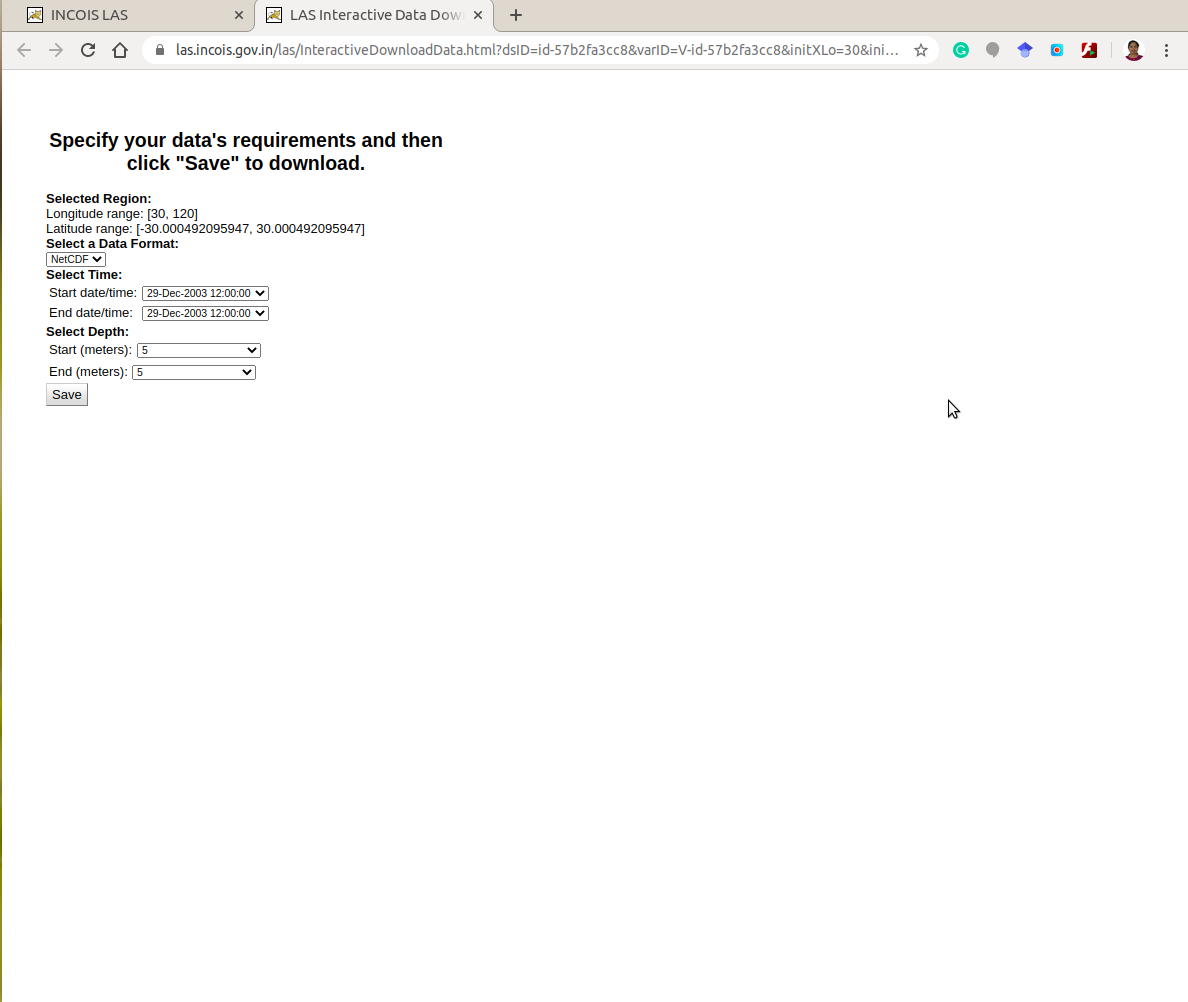 INCOIS LAS
LAS Interactive Data Dow
las.incois.gov.in/las/InteractiveDownloadData.html?dsID=id-57b2fa3cc8&varID=V-id-57b2fa3cc8&initXLo=30&ini...
Specify your data's requirements and then
click "Save" to download.
Selected Region:
Longitude range: [30, 120]
Latitude range: [-30.000492095947, 30.000492095947]
Select a Data Format:
NetCDF
Select Time:
Start date/time: 29-Dec-2003 12:00:00
End date/time: 29-Dec-2003 12:00:00
Select Depth:
Start (meters): 5
End (meters): 5
Save